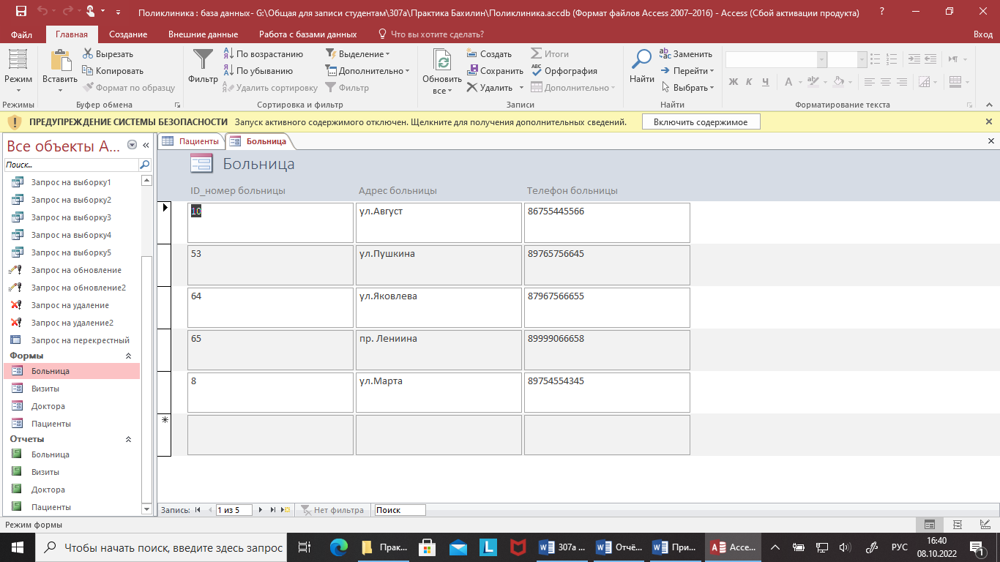 Поликлиника : база данных- G:\Общая для записи студентам\307а\Практика Бахилин\Поликлиника.accdb (Формат файлов Access 2007–2016) - Access (Сбой активации продукта)
Файл Главная Создание Внешние данные Работа с базами данных Что вы хотите сделать? Вход
Режим
Режимы
Вставить
Вырезать
Копировать
Формат по образцу
Буфер обмена
Фильтр
По возрастанию
По убыванию
Удалить сортировку
Выделение
Дополнительно
Фильтр
Сортировка и фильтр
Обновить
все
Создать
Сохранить
Удалить
Итоги
Орфография
Дополнительно
Записи
Найти
Заменить
Перейти
Выбрать
Найти
Ж К Ч
Форматирование текста
ПРЕДУПРЕЖДЕНИЕ СИСТЕМЫ БЕЗОПАСНОСТИ Запуск активного содержимого отключен. Щелкните для получения дополнительных сведений. Включить содержимое
Все объекты A...
Поиск...
Запрос на выборку1
Запрос на выборку2
Запрос на выборку3
Запрос на выборку4
Запрос на выборку5
Запрос на обновление
Запрос на обновление2
Запрос на удаление
Запрос на удаление2
Запрос на перекрестный
Формы
Больница
Визиты
Доктора
Пациенты
Отчеты
Больница
Визиты
Доктора
Пациенты
Пациенты Больница
Больница
ID_номер больницы Адрес больницы Телефон больницы
10 ул.Август 86755445566
53 ул.Пушкина 89765756645
64 ул.Яковлева 87967566655
65 пр. Лениина 89999066658
8 ул.Марта 89754554345
Запись: 1 из 5 Нет фильтра Поиск
Режим формы
Чтобы начать поиск, введите здесь запрос
Прак...
307а ...
Отчё...
При...
Acce...
РУС
16:40
08.10.2022
1